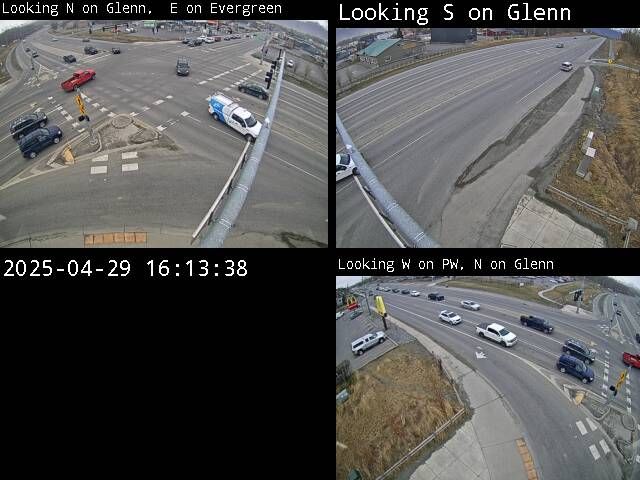 Looking N on Glenn,  E on Evergreen
Looking S on Glenn
2025-04-29 16:13:38
Looking W on PW, N on Glenn